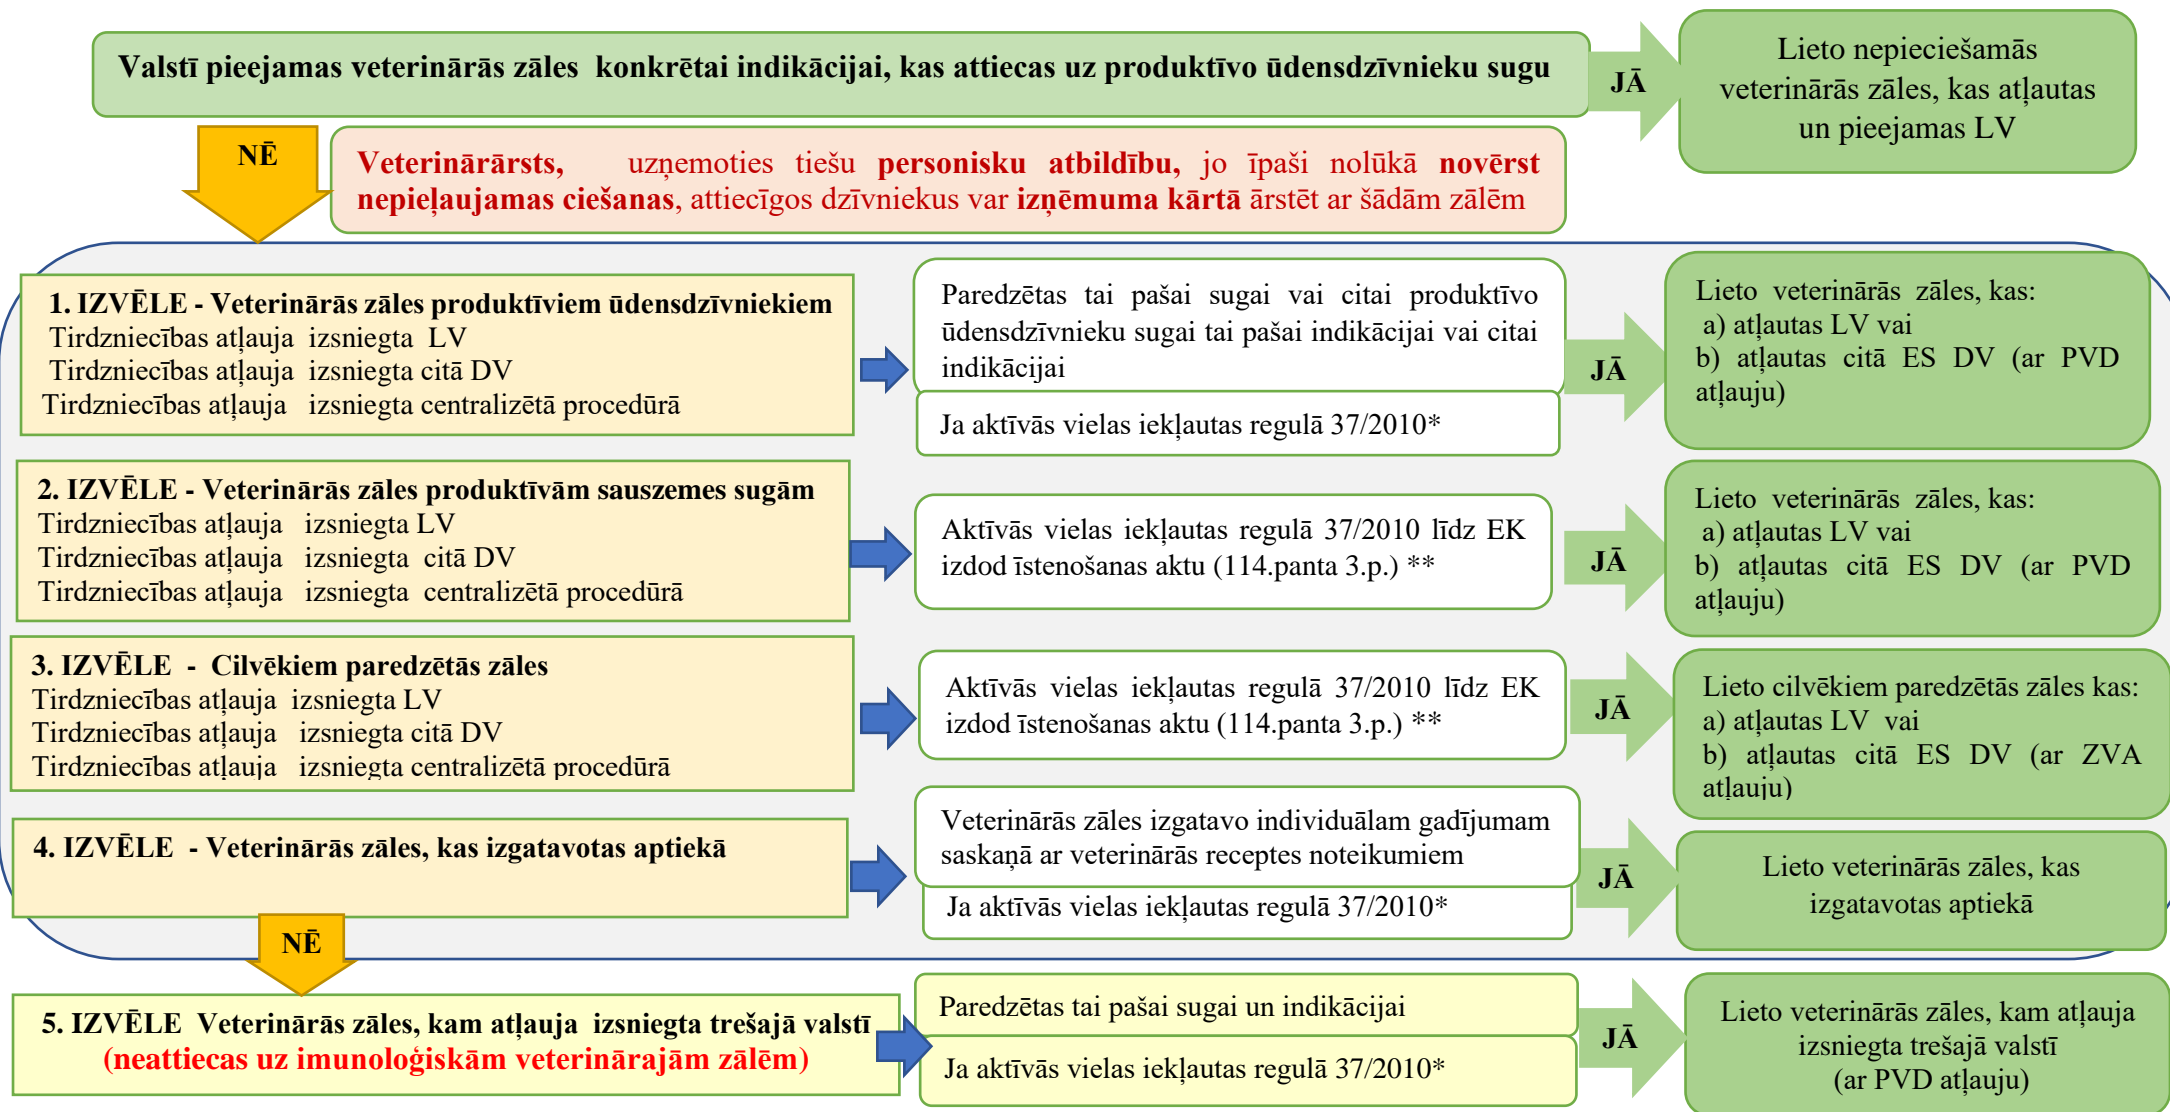 Valstī pieejamas veterinārās zāles konkrētai indikācijai, kas attiecas uz produktīvo ūdensdzīvnieku sugu
JĀ
Lieto nepieciešamās
veterinārās zāles, kas atļautas
un pieejamas LV
NĒ
Veterinārārsts, uzņemoties tiešu personisku atbildību, jo īpaši nolūkā novērst
nepieļaujamas ciešanas, attiecīgos dzīvniekus var izņēmuma kārtā ārstēt ar šādām zālēm
1. IZVĒLE - Veterinārās zāles produktīviem ūdensdzīvniekiem
Tirdzniecības atļauja izsniegta LV
Tirdzniecības atļauja izsniegta citā DV
Tirdzniecības atļauja izsniegta centralizētā procedūrā
Paredzētas tai pašai sugai vai citai produktīvo
ūdensdzīvnieku sugai tai pašai indikācijai vai citai
indikācijai
Ja aktīvās vielas iekļautas regulā 37/2010*
JĀ
Lieto veterinārās zāles, kas:
a) atļautas LV vai
b) atļautas citā ES DV (ar PVD
atļauju)
2. IZVĒLE - Veterinārās zāles produktīvām sauszemes sugām
Tirdzniecības atļauja izsniegta LV
Tirdzniecības atļauja izsniegta citā DV
Tirdzniecības atļauja izsniegta centralizētā procedūrā
Aktīvās vielas iekļautas regulā 37/2010 līdz EK
izdod īstenošanas aktu (114.panta 3.p.) **
JĀ
Lieto veterinārās zāles, kas:
a) atļautas LV vai
b) atļautas citā ES DV (ar PVD
atļauju)
3. IZVĒLE - Cilvēkiem paredzētās zāles
Tirdzniecības atļauja izsniegta LV
Tirdzniecības atļauja izsniegta citā DV
Tirdzniecības atļauja izsniegta centralizētā procedūrā
Aktīvās vielas iekļautas regulā 37/2010 līdz EK
izdod īstenošanas aktu (114.panta 3.p.) **
JĀ
Lieto cilvēkiem paredzētās zāles kas:
a) atļautas LV vai
b) atļautas citā ES DV (ar ZVA
atļauju)
4. IZVĒLE - Veterinārās zāles, kas izgatavotas aptiekā
Veterinārās zāles izgatavo individuālam gadījumam
saskaņā ar veterinārās receptes noteikumiem
Ja aktīvās vielas iekļautas regulā 37/2010*
JĀ
Lieto veterinārās zāles, kas
izgatavotas aptiekā
NĒ
5. IZVĒLE Veterinārās zāles, kam atļauja izsniegta trešajā valstī
(neattiecas uz imunoloģiskām veterinārajām zālēm)
Paredzētas tai pašai sugai un indikācijai
Ja aktīvās vielas iekļautas regulā 37/2010*
JĀ
Lieto veterinārās zāles, kam atļauja
izsniegta trešajā valstī
(ar PVD atļauju)